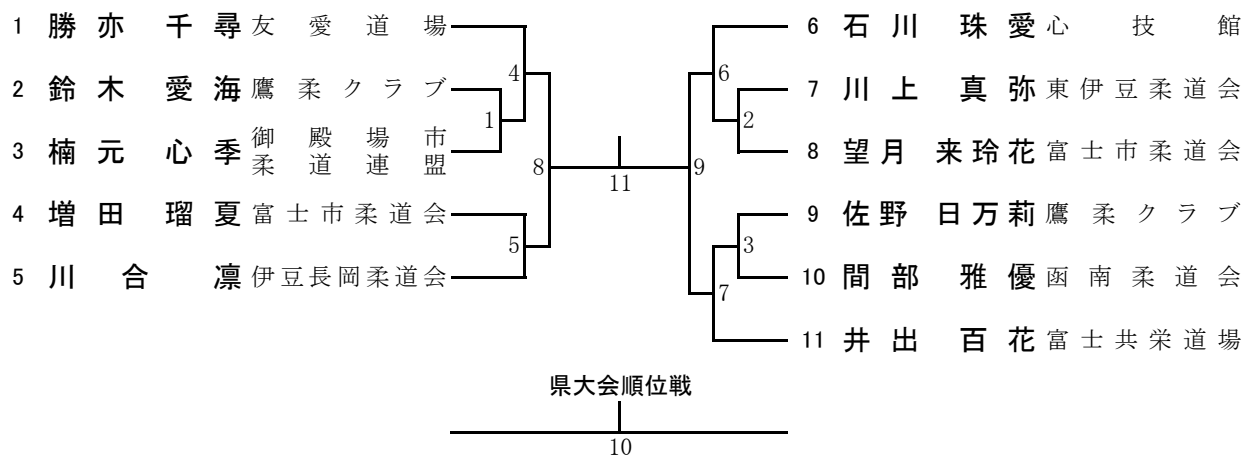 1 勝亦 千尋 友愛道場
2 鈴木 愛海 鷹柔クラブ
3 楠元 心季 御殿場市
柔道連盟
4 増田 瑠夏 富士市柔道会
5 川合 凛 伊豆長岡柔道会
4
1
8
5
11
9
6
2
3
7
6 石川 珠愛 心技館
7 川上 真弥 東伊豆柔道会
8 望月 来玲花 富士市柔道会
9 佐野 日万莉 鷹柔クラブ
10 間部 雅優 函南柔道会
11 井出 百花 富士共栄道場
県大会順位戦
10